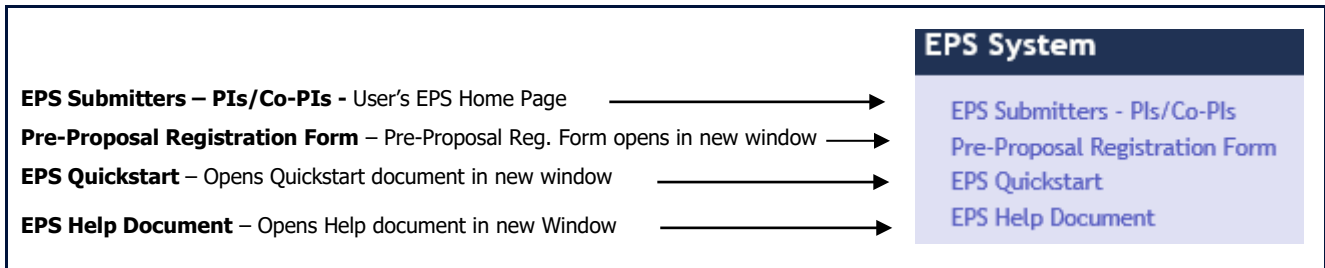 EPS System
EPS Submitters – PIs/Co-PIs - User's EPS Home Page
EPS Submitters - PIs/Co-PIs
Pre-Proposal Registration Form – Pre-Proposal Reg. Form opens in new window
Pre-Proposal Registration Form
EPS Quickstart – Opens Quickstart document in new window
EPS Quickstart
EPS Help Document – Opens Help document in new Window
EPS Help Document